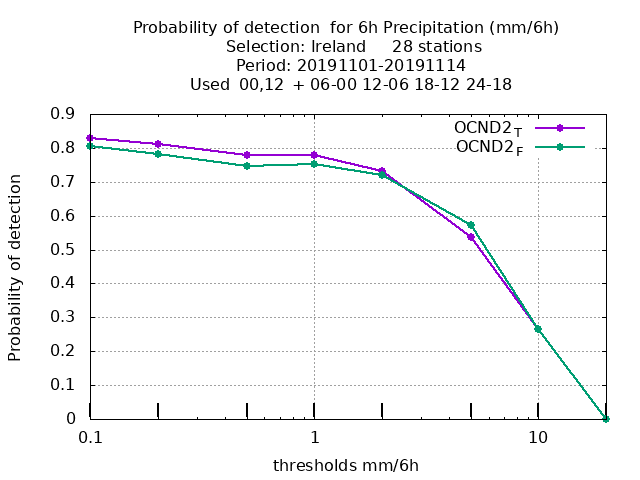 Probability of detection  for 6h Precipitation (mm/6h)
Selection: Ireland     28 stations
Period: 20191101-20191114
Used  00,12  + 06-00 12-06 18-12 24-18
OCND2T
OCND2F
Probability of detection
0.9
0.8
0.7
0.6
0.5
0.4
0.3
0.2
0.1
0
0.1 1 10
thresholds mm/6h